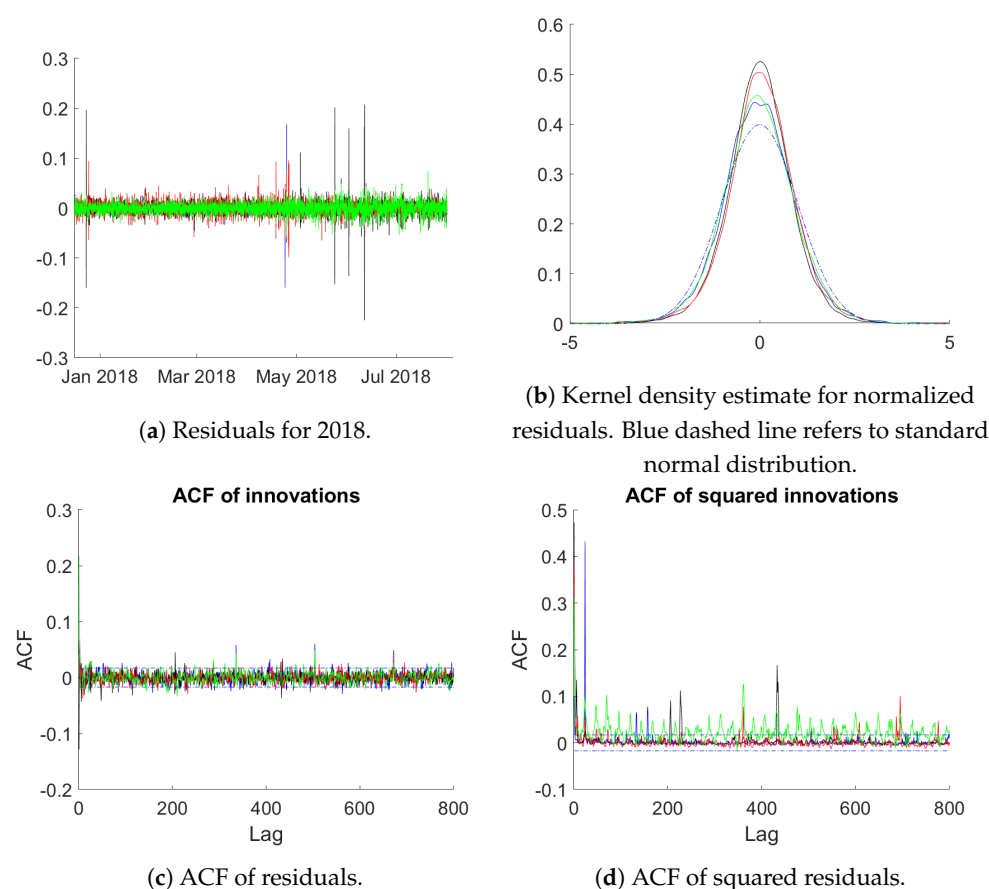 0.3
0.2
0.1
0
-0.1
-0.2
-0.3
Jan 2018 Mar 2018 May 2018 Jul 2018
(a) Residuals for 2018.
0.6
0.5
0.4
0.3
0.2
0.1
0
-5 0 5
(b) Kernel density estimate for normalized
residuals. Blue dashed line refers to standard
normal distribution.
ACF of innovations
0.3
0.2
0.1
0
-0.1
-0.2
ACF
0 200 400 600 800
Lag
(c) ACF of residuals.
ACF of squared innovations
0.5
0.4
0.3
0.2
0.1
0
-0.1
ACF
0 200 400 600 800
Lag
(d) ACF of squared residuals.